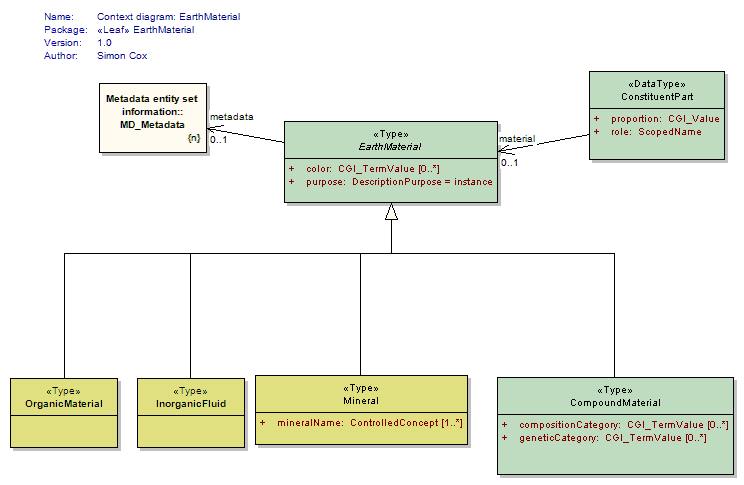 Name: Context diagram: EarthMaterial
Package: «Leaf» EarthMaterial
Version: 1.0
Author: Simon Cox
Metadata entity set
information::
MD_Metadata
{n}
metadata
0..1
«Type»
EarthMaterial
+ color: CGI_TermValue [0..*]
+ purpose: DescriptionPurpose = instance
material
0..1
«DataType»
ConstituentPart
+ proportion: CGI_Value
+ role: ScopedName
«Type»
OrganicMaterial
«Type»
InorganicFluid
«Type»
Mineral
+ mineralName: ControlledConcept [1..*]
«Type»
CompoundMaterial
+ compositionCategory: CGI_TermValue [0..*]
+ geneticCategory: CGI_TermValue [0..*]